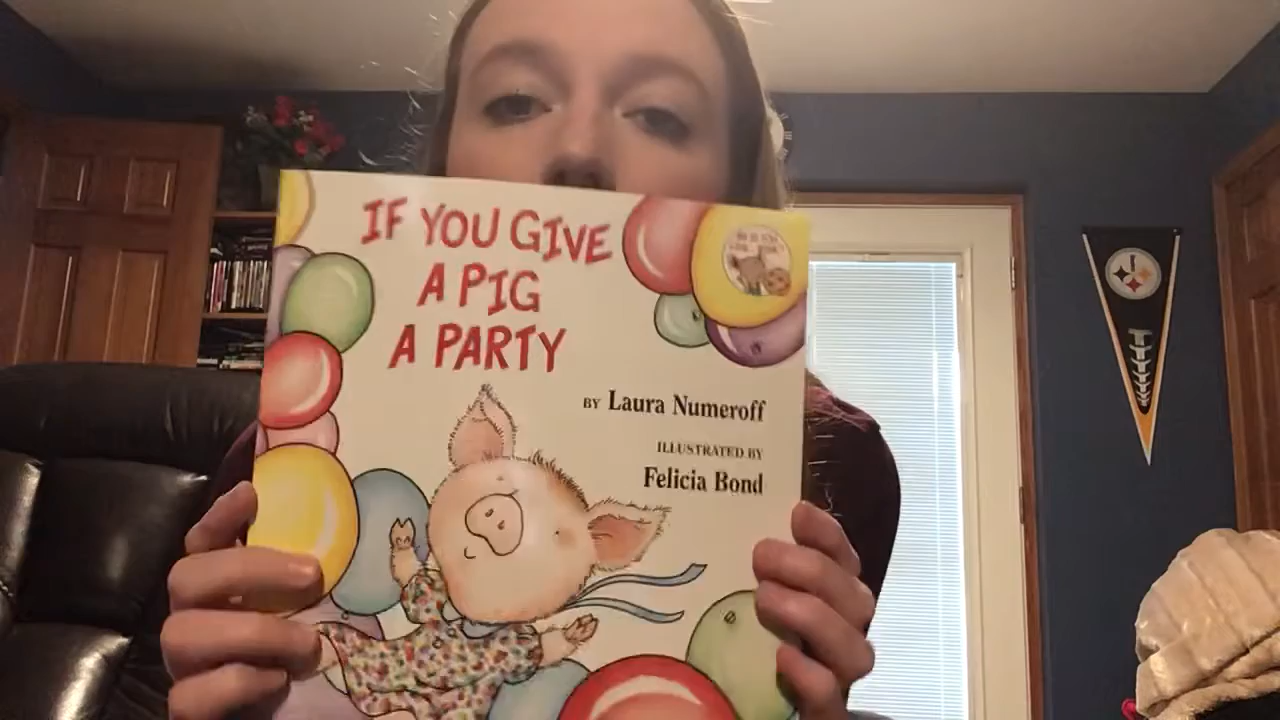 IF YOU GIVE
A PIG
A PARTY
BY Laura Numeroff
ILLUSTRATED BY
Felicia Bond